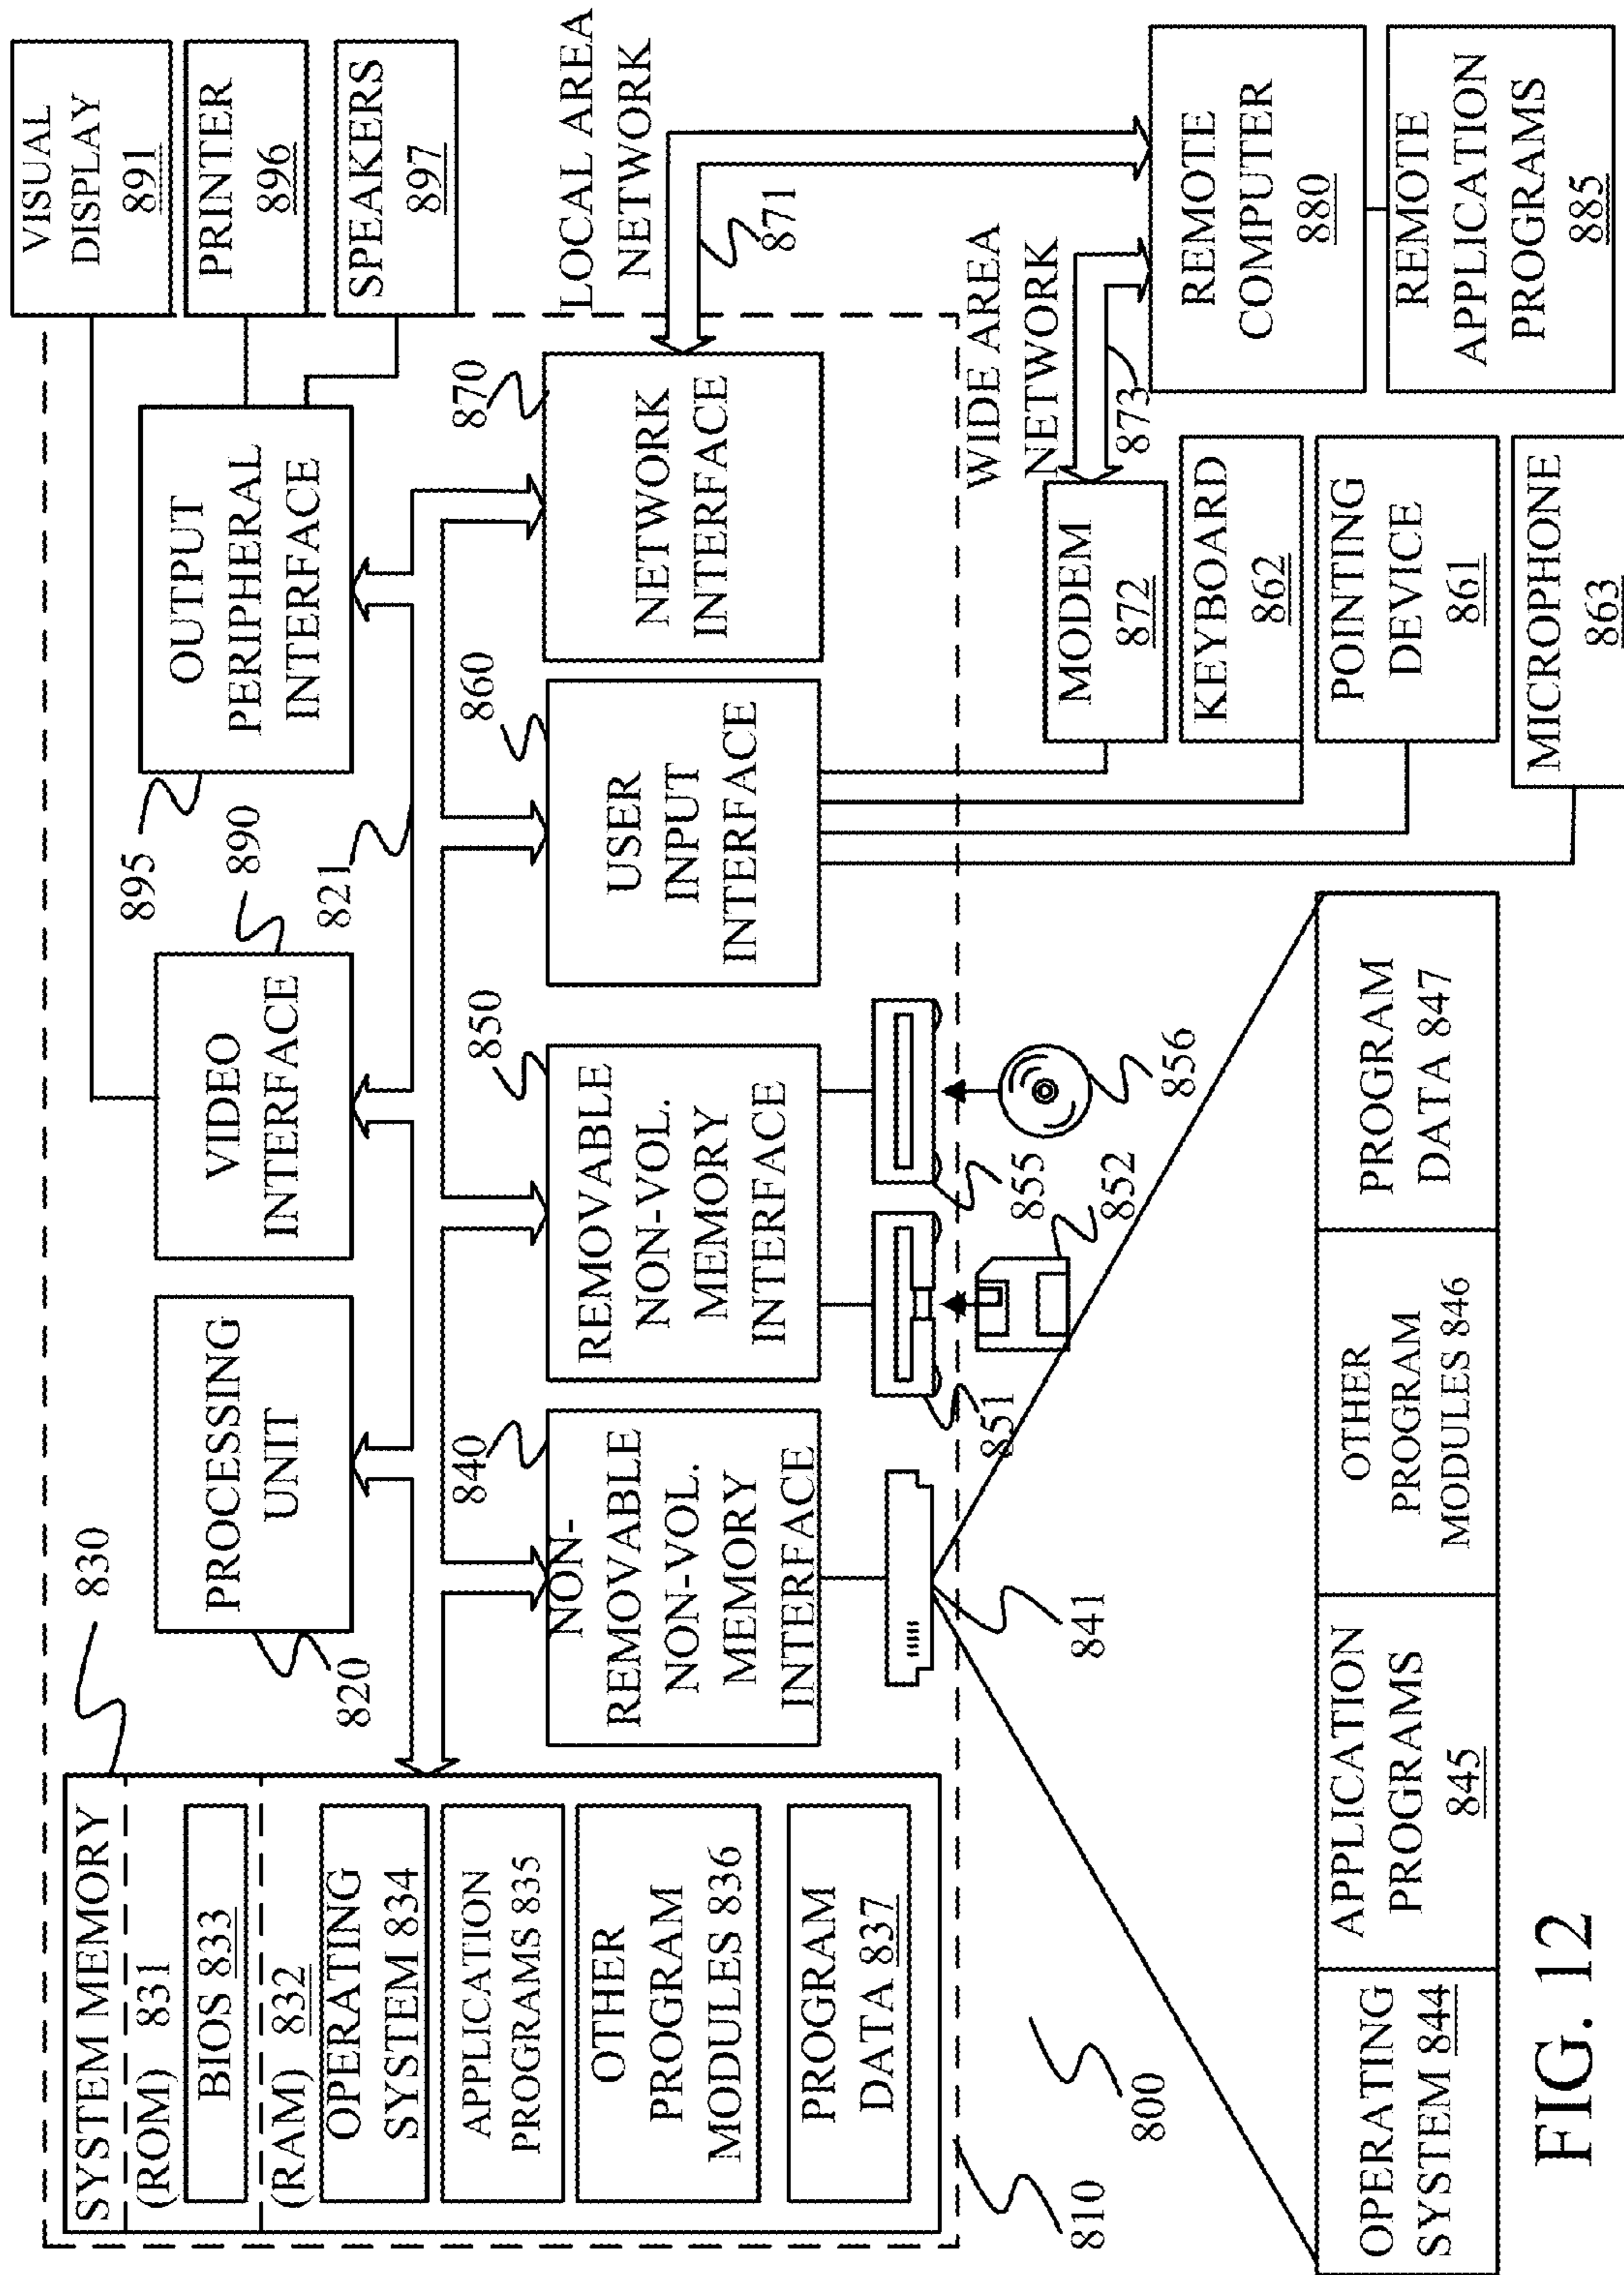 SYSTEM MEMORY
(ROM) 831
BIOS 833
(RAM) 832
OPERATING
SYSTEM 834
APPLICATION
PROGRAMS 835
OTHER
PROGRAM
MODULES 836
PROGRAM
DATA 837
830
820
PROCESSING
UNIT
VIDEO
INTERFACE
890
895
821
OUTPUT
PERIPHERAL
INTERFACE
VISUAL
DISPLAY
891
PRINTER
896
SPEAKERS
897
840
NON-
REMOVABLE
NON-VOL.
MEMORY
INTERFACE
850
REMOVABLE
NON-VOL.
MEMORY
INTERFACE
860
USER
INPUT
INTERFACE
870
NETWORK
INTERFACE
LOCAL AREA
NETWORK
871
841
851
852
855
856
WIDE AREA
NETWORK
873
MODEM
872
KEYBOARD
862
POINTING
DEVICE
861
MICROPHONE
863
REMOTE
COMPUTER
880
REMOTE
APPLICATION
PROGRAMS
885
810
800
OPERATING
SYSTEM 844
APPLICATION
PROGRAMS
845
OTHER
PROGRAM
MODULES 846
PROGRAM
DATA 847
FIG. 12